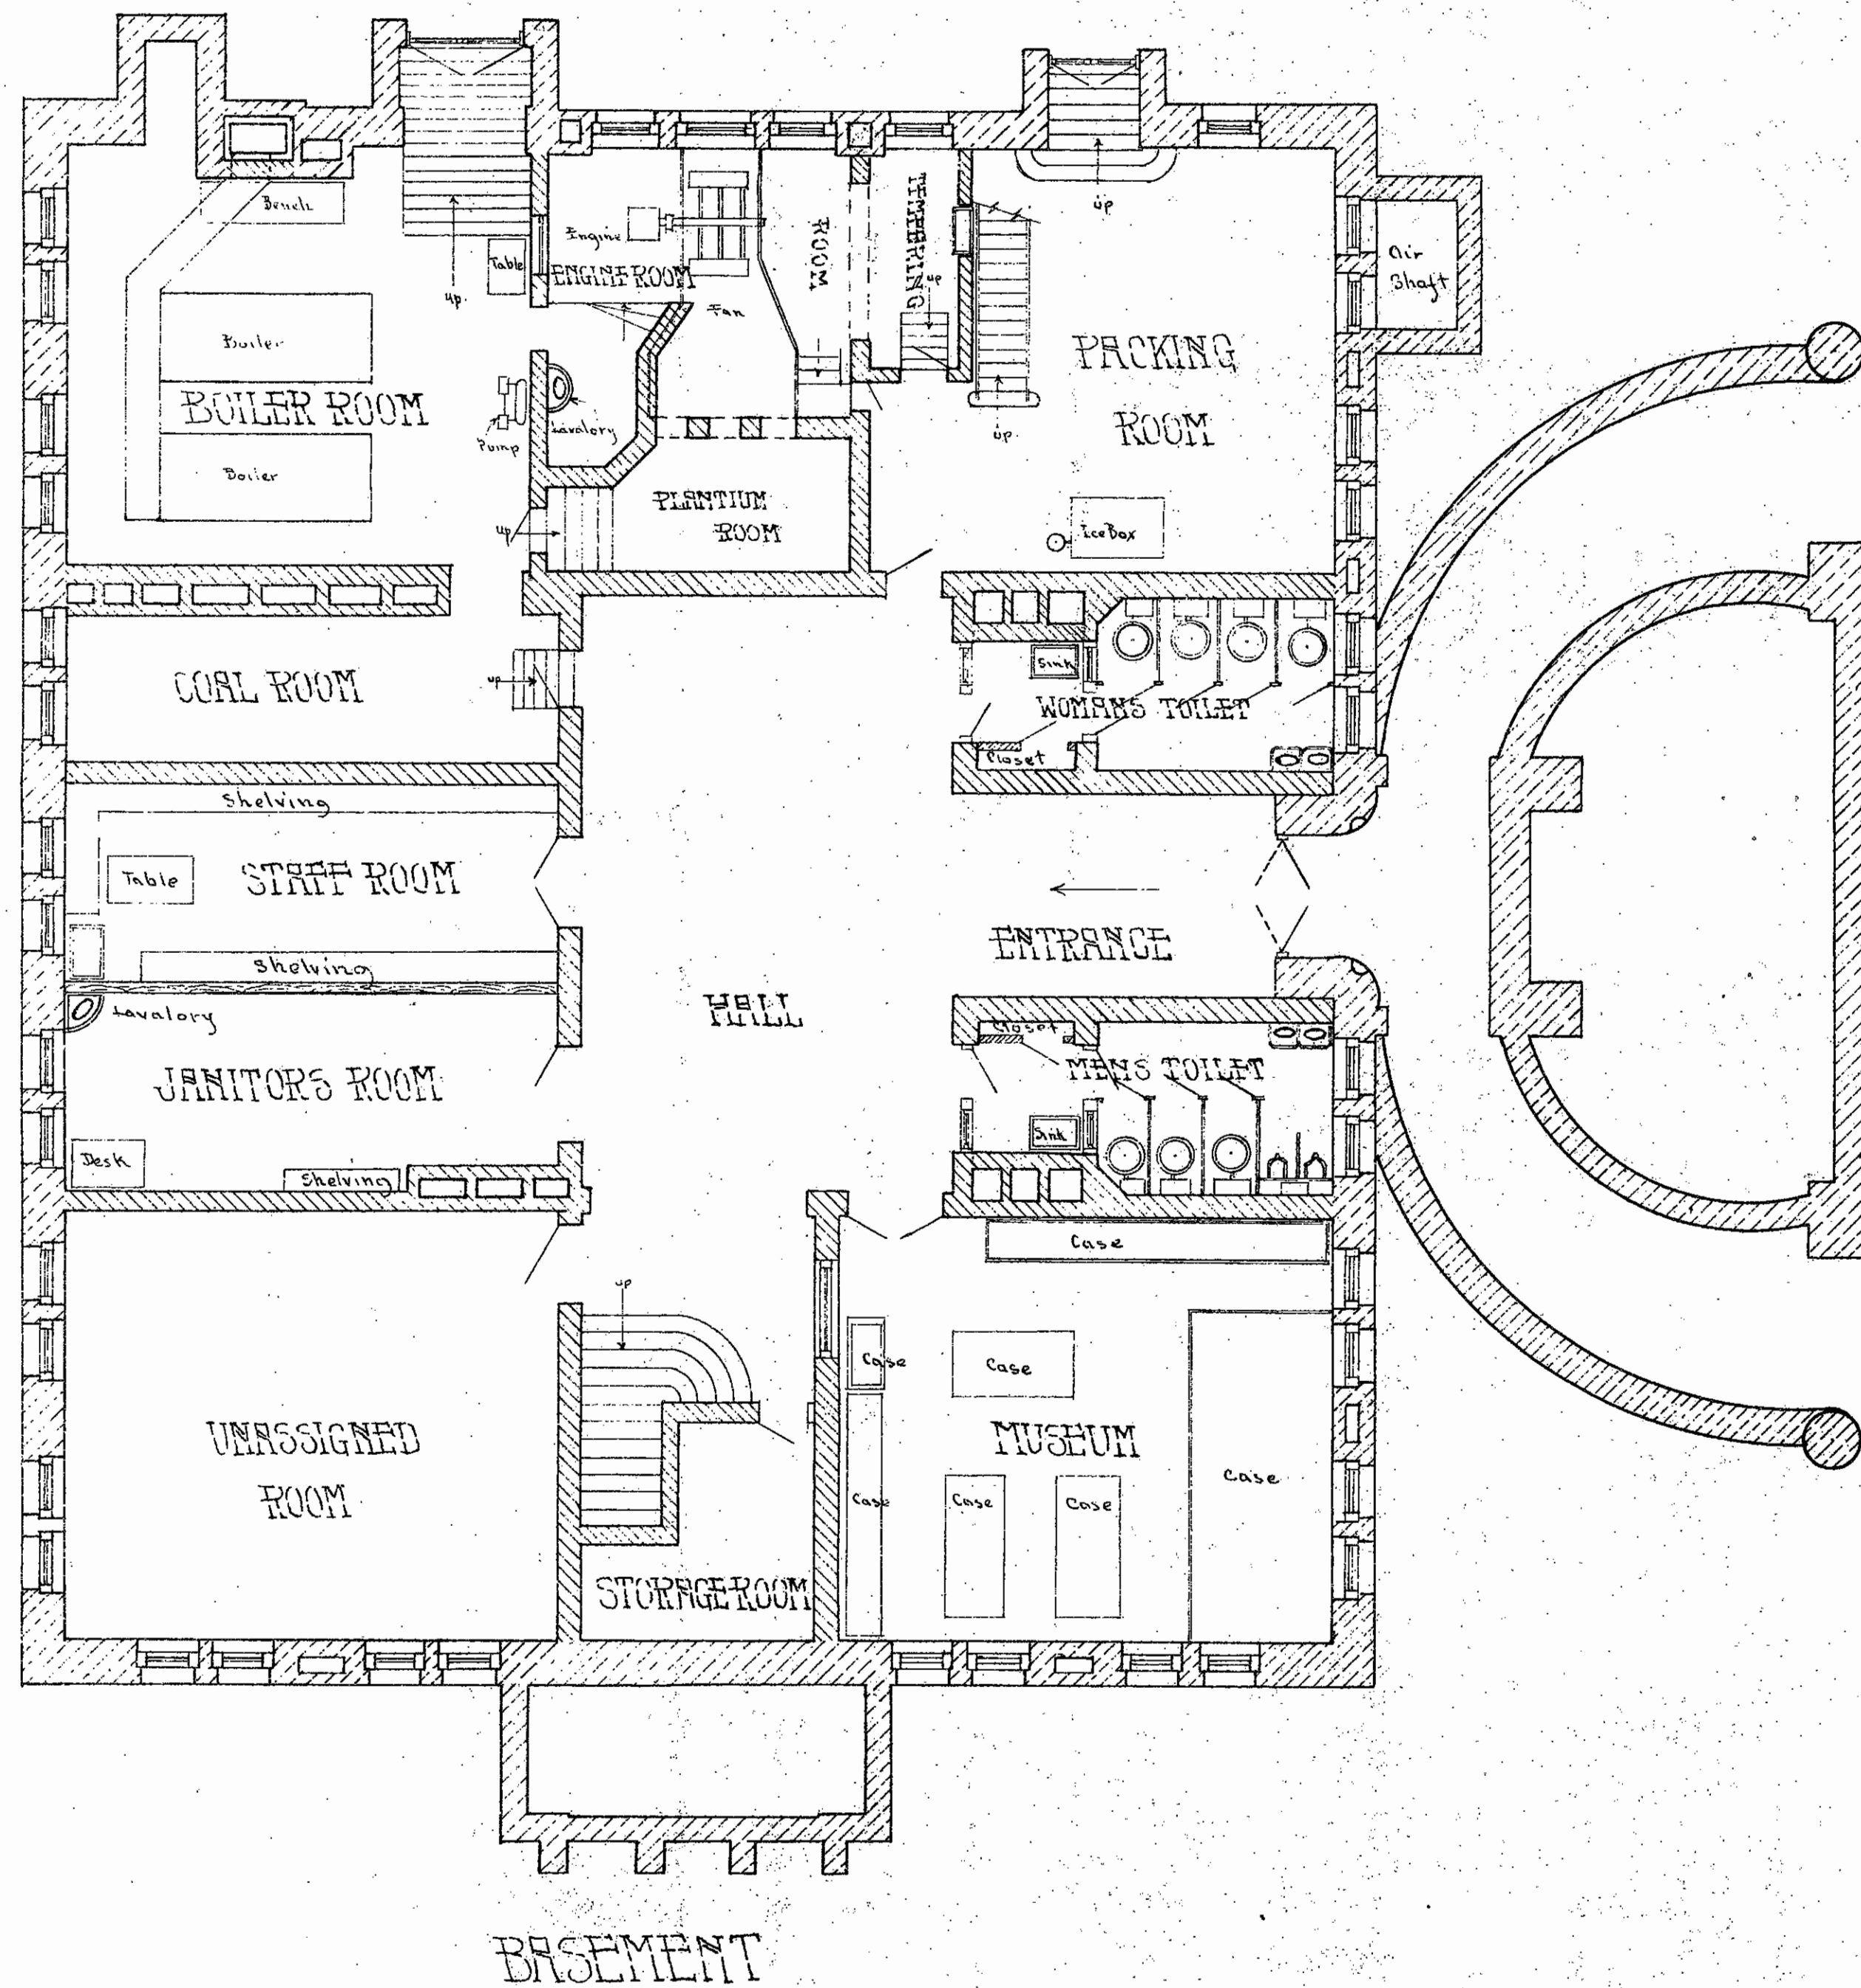 Bench
up.
Table
Engine
ENGINE ROOM
Fan
ROOM.
TEMPERING
up
up
Air
Shaft
Boiler
BOILER ROOM
Boiler
Pump
Lavalory
up
PACKING
ROOM
up.
PLANTIUM
ROOM
IceBox
COAL ROOM
up
Sink
WOMANS TOILET
Closet
Shelving
Table
STAFF ROOM
Shelving
ENTRANCE
HALL
Lavalory
JANITORS ROOM
Desk
Shelving
Closet
MENS TOILET
Sink
up
Case
Case
Case
UNASSIGNED
ROOM
MUSEUM
Case
Case
Case
Case
STORAGE ROOM
BASEMENT